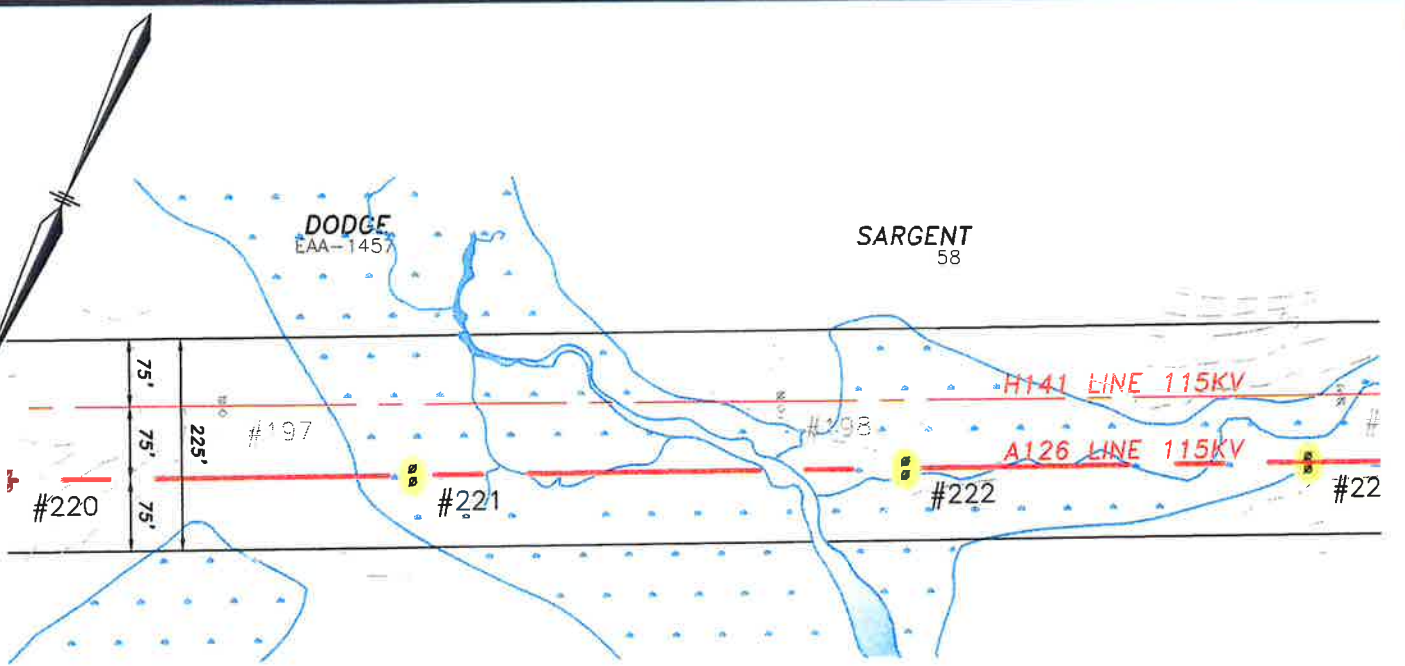 DODGE
EAA-1457
SARGENT
58
75'
75'
75'
225'
H141 LINE 115KV
#197
#198
#
A126 LINE 115KV
#220
#221
#222
#22